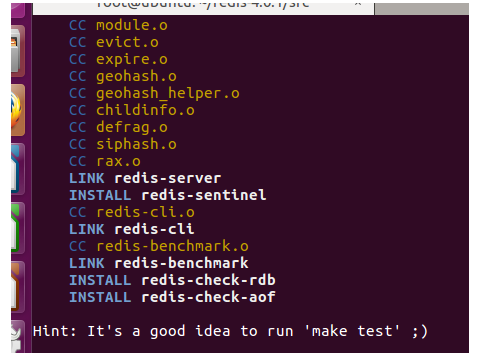 root@ubuntu: ~/redis-4.0.1/src
CC module.o
CC evict.o
CC expire.o
CC geohash.o
CC geohash_helper.o
CC childinfo.o
CC defrag.o
CC siphash.o
CC rax.o
LINK redis-server
INSTALL redis-sentinel
CC redis-cli.o
LINK redis-cli
CC redis-benchmark.o
LINK redis-benchmark
INSTALL redis-check-rdb
INSTALL redis-check-aof
Hint: It's a good idea to run 'make test' ;)